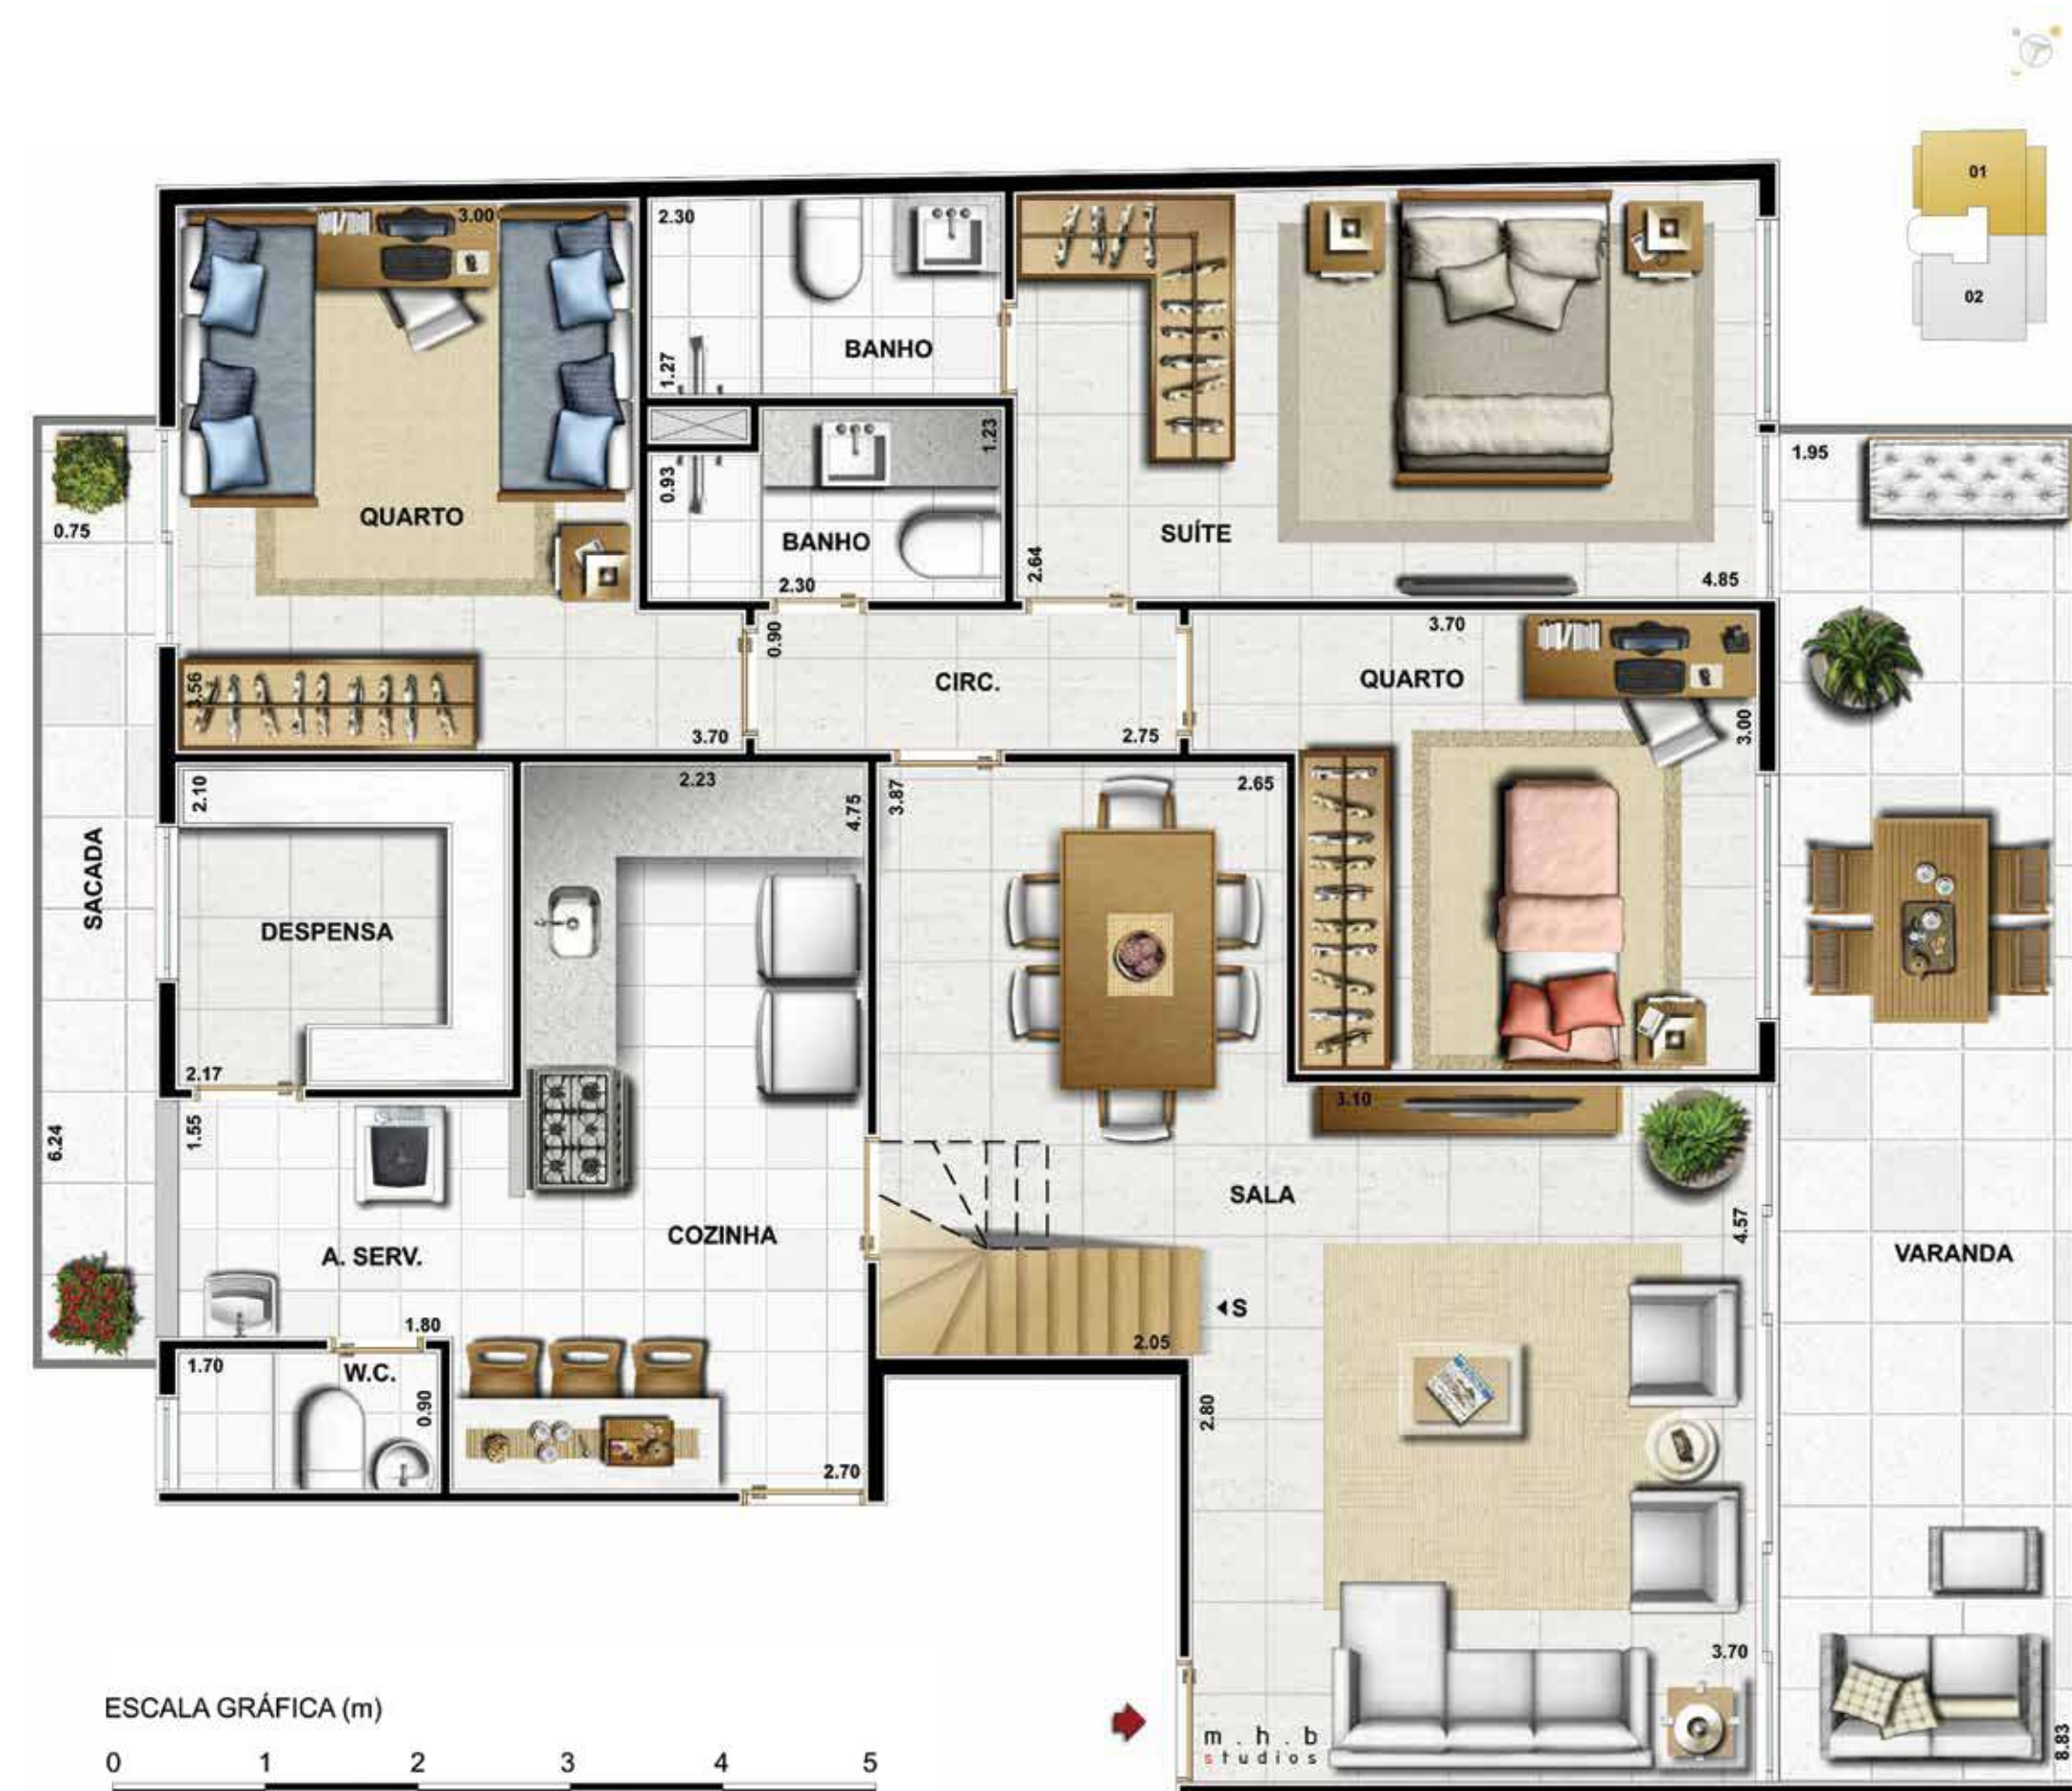 01
02
3.00
2.30
1.27
BANHO
1.23
0.93
BANHO
2.30
QUARTO
0.75
SUÍTE
2.64
4.85
1.95
0.90
CIRC.
2.75
3.70
QUARTO
3.00
3.56
3.70
2.10
2.23
4.75
3.87
2.65
SACADA
DESPENSA
2.17
1.55
6.24
3.10
SALA
4.57
COZINHA
A. SERV.
VARANDA
S
2.05
1.80
1.70
W.C.
0.90
2.80
2.70
3.70
8.83
m.h.b
studios
ESCALA GRÁFICA (m)
0 1 2 3 4 5